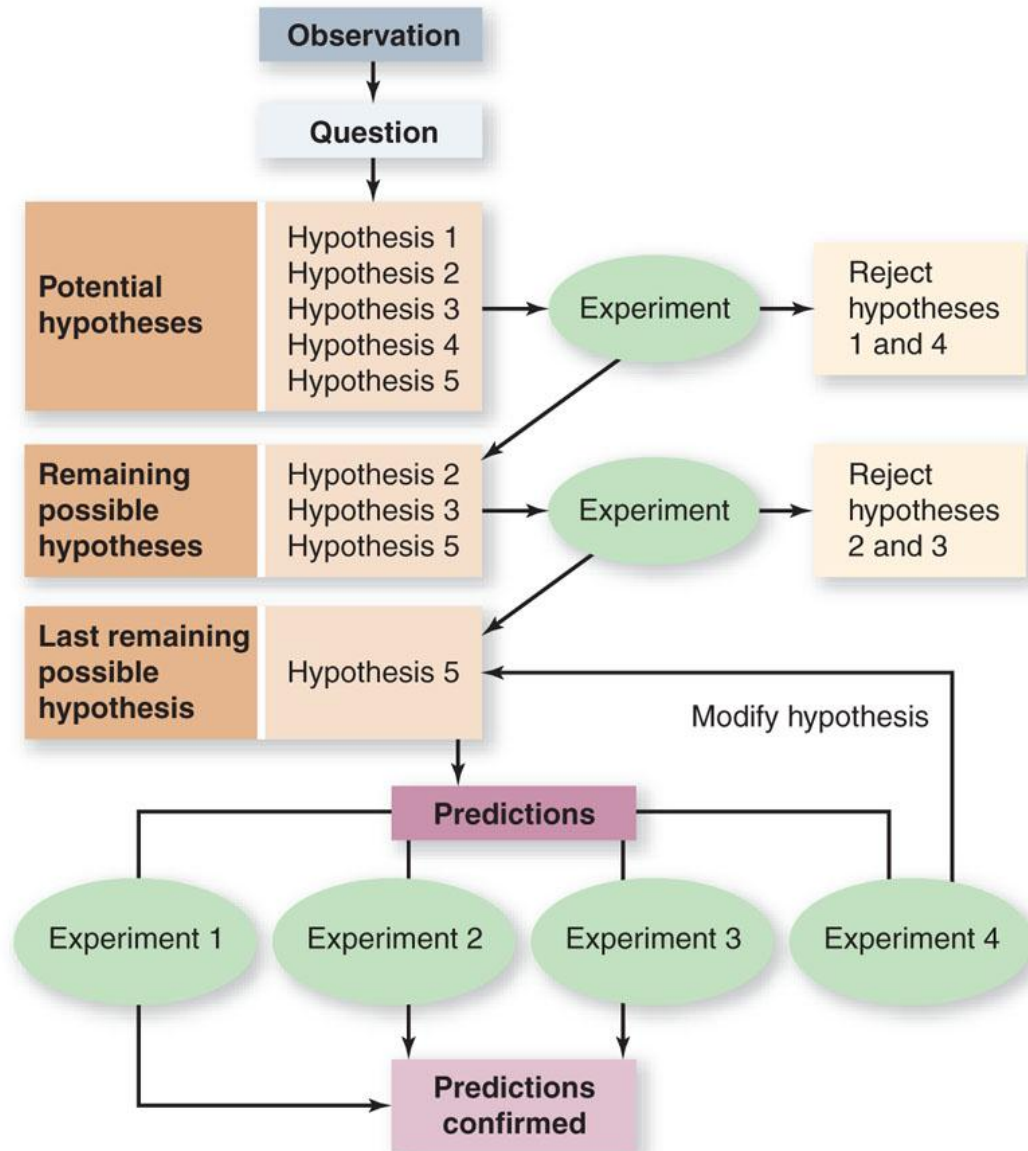 Observation
Question
Potential
hypotheses
Hypothesis 1
Hypothesis 2
Hypothesis 3
Hypothesis 4
Hypothesis 5
Experiment
Reject
hypotheses
1 and 4
Remaining
possible
hypotheses
Hypothesis 2
Hypothesis 3
Hypothesis 5
Experiment
Reject
hypotheses
2 and 3
Last remaining
possible
hypothesis
Hypothesis 5
Modify hypothesis
Predictions
Experiment 1
Experiment 2
Experiment 3
Experiment 4
Predictions
confirmed